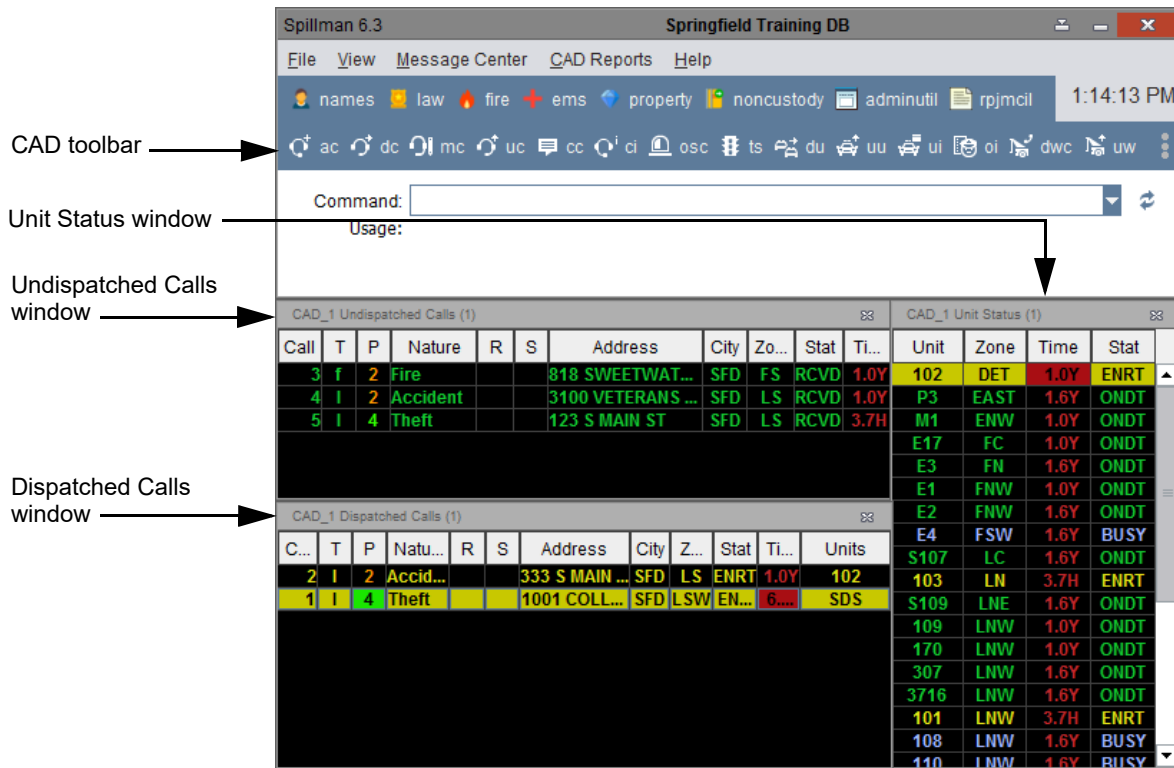 Spillman 6.3 Springfield Training DB
File View Message Center CAD Reports Help
names law fire ems property noncustody adminutil rpjmcil 1:14:13 PM
CAD toolbar
ac dc mc uc cc ci osc ts du uu ui oi dwc uw
Command:
Usage:
Unit Status window
Undispatched Calls
window
CAD_1 Undispatched Calls (1)
Call T P Nature R S Address City Zo... Stat Ti...
3 f 2 Fire 818 SWEETWAT... SFD FS RCVD 1.0Y
4 l 2 Accident 3100 VETERANS ... SFD LS RCVD 1.0Y
5 l 4 Theft 123 S MAIN ST SFD LS RCVD 3.7H
Dispatched Calls
window
CAD_1 Dispatched Calls (1)
C... T P Natu... R S Address City Z... Stat Ti... Units
2 l 2 Accid... 333 S MAIN ... SFD LS ENRT 1.0Y 102
1 l 4 Theft 1001 COLL... SFD LSW EN... 6.... SDS
CAD_1 Unit Status (1)
Unit Zone Time Stat
102 DET 1.0Y ENRT
P3 EAST 1.6Y ONDT
M1 ENW 1.0Y ONDT
E17 FC 1.0Y ONDT
E3 FN 1.6Y ONDT
E1 FNW 1.0Y ONDT
E2 FNW 1.6Y ONDT
E4 FSW 1.6Y BUSY
S107 LC 1.6Y ONDT
103 LN 3.7H ENRT
S109 LNE 1.6Y ONDT
109 LNW 1.0Y ONDT
170 LNW 1.0Y ONDT
307 LNW 1.6Y ONDT
3716 LNW 1.6Y ONDT
101 LNW 3.7H ENRT
108 LNW 1.6Y BUSY
110 LNW 1.6Y BUSY